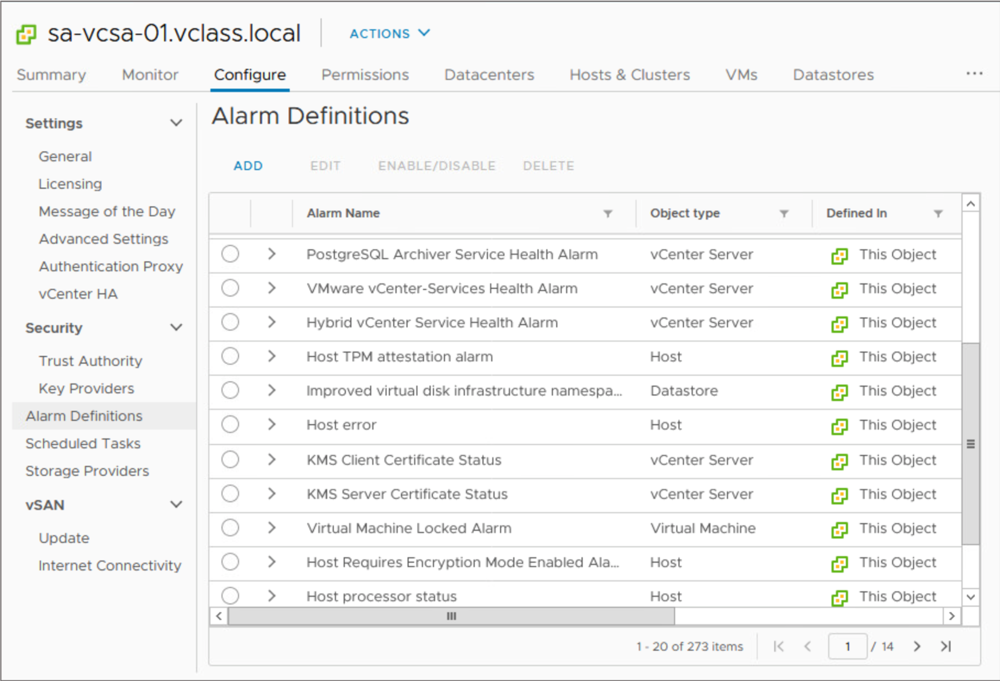 sa-vcsa-01.vclass.local
ACTIONS
Summary Monitor Configure Permissions Datacenters Hosts & Clusters VMs Datastores ...
Settings
General
Licensing
Message of the Day
Advanced Settings
Authentication Proxy
vCenter HA
Security
Trust Authority
Key Providers
Alarm Definitions
Scheduled Tasks
Storage Providers
vSAN
Update
Internet Connectivity
Alarm Definitions
ADD EDIT ENABLE/DISABLE DELETE
Alarm Name Object type Defined In
PostgreSQL Archiver Service Health Alarm vCenter Server This Object
VMware vCenter-Services Health Alarm vCenter Server This Object
Hybrid vCenter Service Health Alarm vCenter Server This Object
Host TPM attestation alarm Host This Object
Improved virtual disk infrastructure namespa... Datastore This Object
Host error Host This Object
KMS Client Certificate Status vCenter Server This Object
KMS Server Certificate Status vCenter Server This Object
Virtual Machine Locked Alarm Virtual Machine This Object
Host Requires Encryption Mode Enabled Ala... Host This Object
Host processor status Host This Object
1 - 20 of 273 items 1 / 14